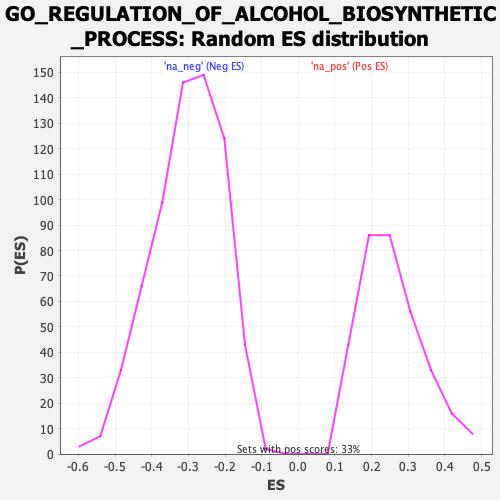 GO_REGULATION_OF_ALCOHOL_BIOSYNTHETIC
_PROCESS: Random ES distribution
'na_neg' (Neg ES) 'na_pos' (Pos ES)
150
140
130
120
110
100
90
80
70
60
50
40
30
20
10
0
P(ES)
Sets with pos scores: 33%
-0.6 -0.5 -0.4 -0.3 -0.2 -0.1 0.0 0.1 0.2 0.3 0.4 0.5
ES